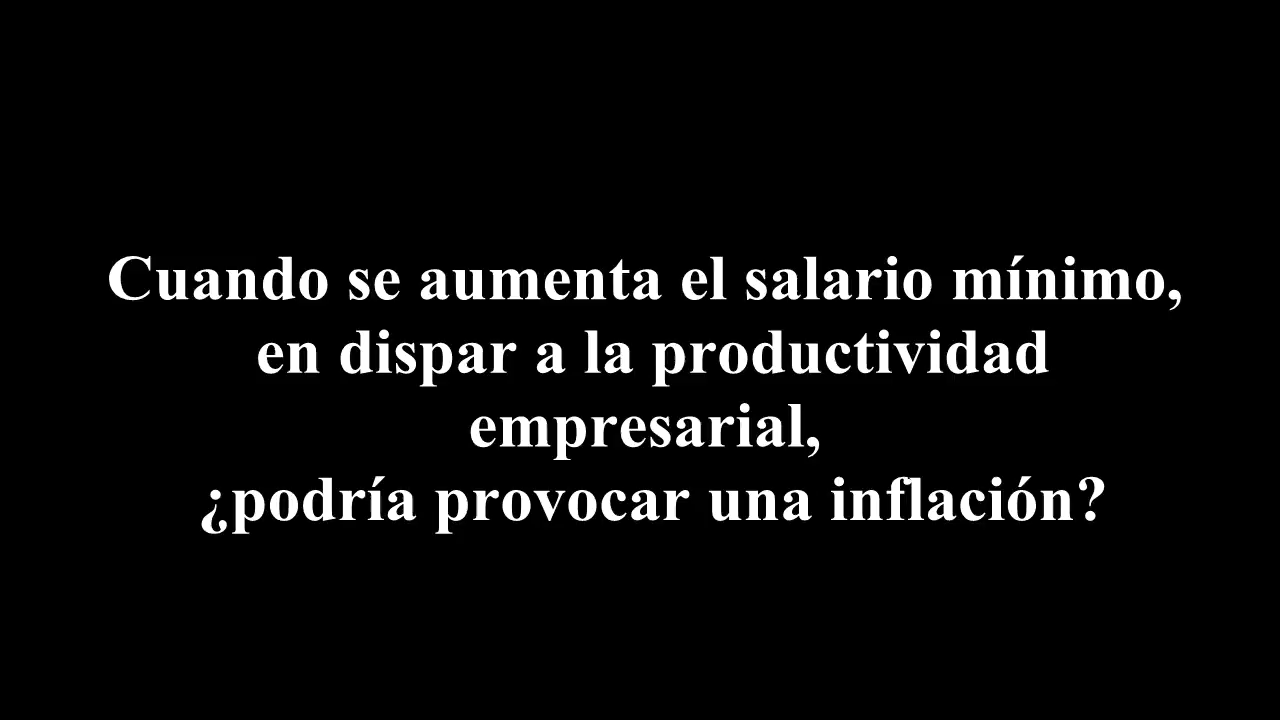 Cuando se aumenta el salario mínimo,
en dispar a la productividad
empresarial,
¿podría provocar una inflación?